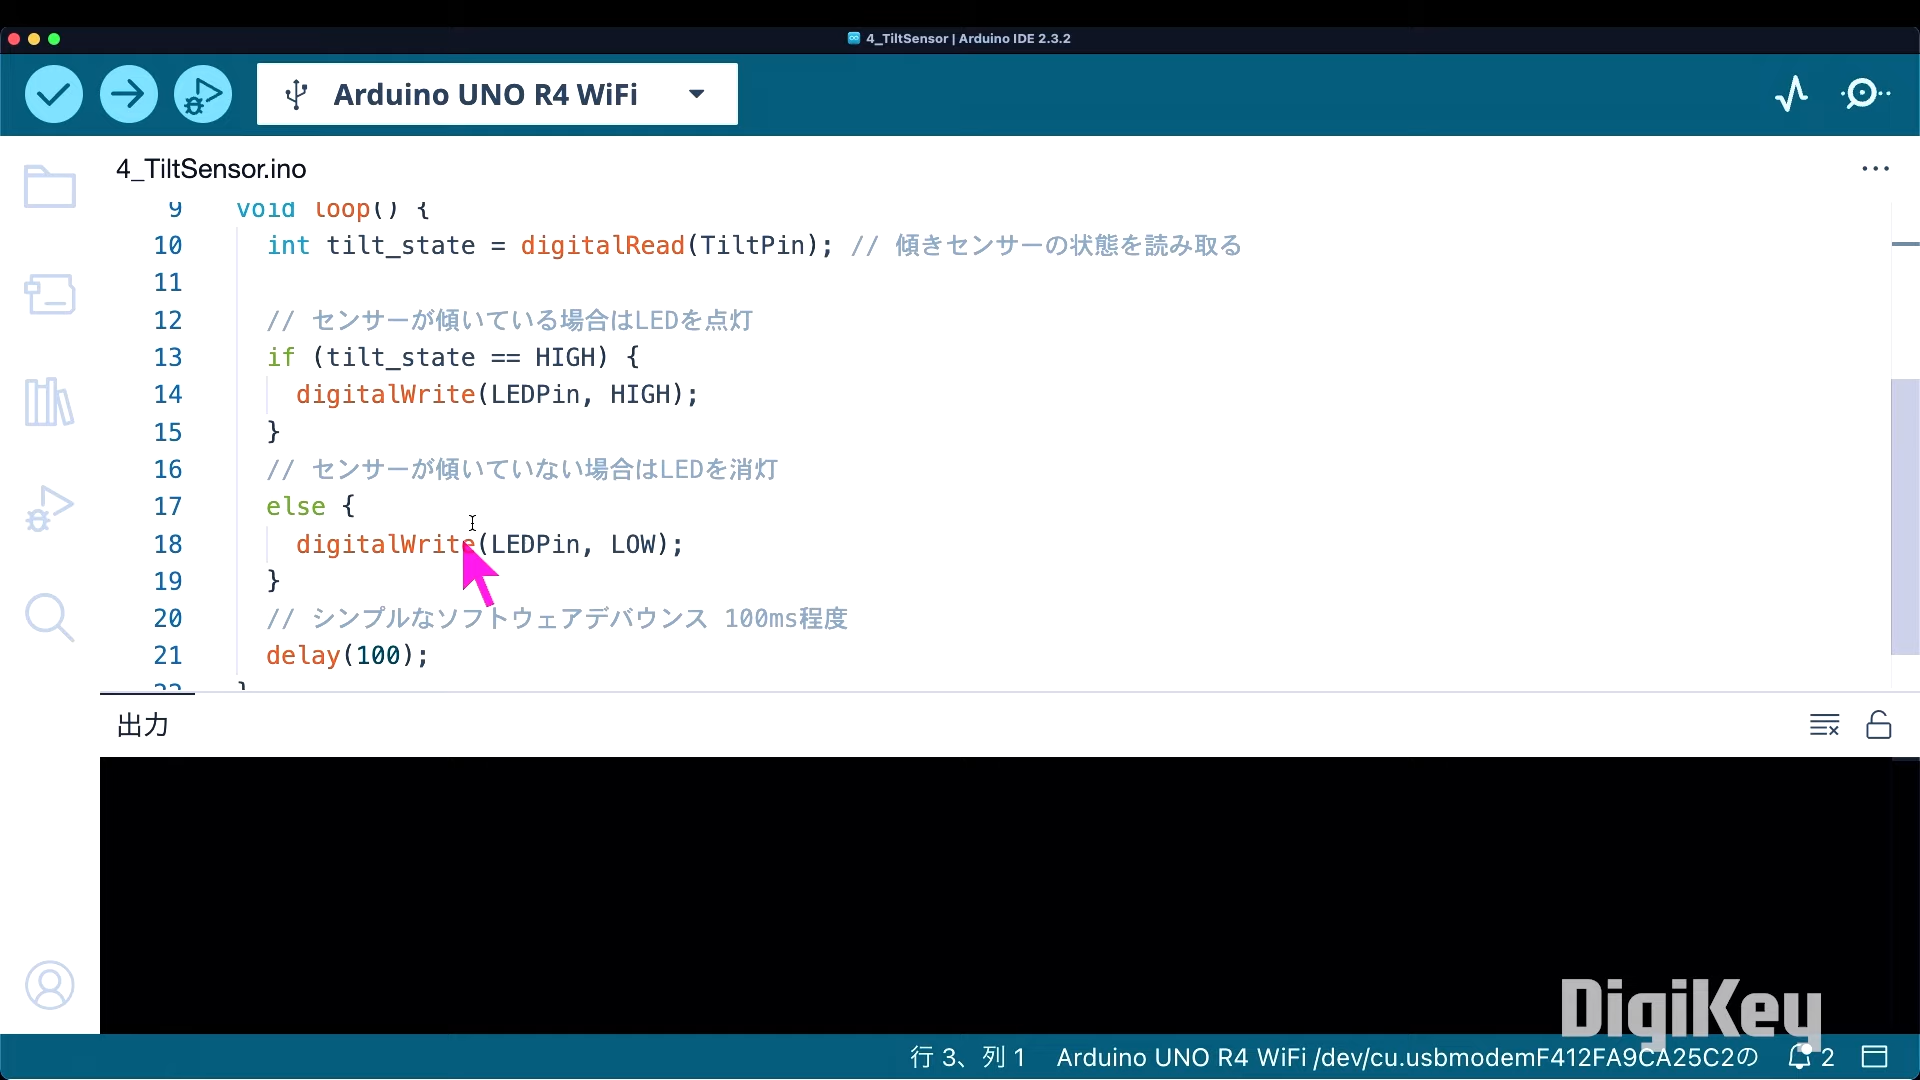 4_TiltSensor | Arduino IDE 2.3.2
Arduino UNO R4 WiFi
4_TiltSensor.ino
9 void loop() {
10 int tilt_state = digitalRead(TiltPin); // 傾きセンサーの状態を読み取る
11
12 // センサーが傾いている場合はLEDを点灯
13 if (tilt_state == HIGH) {
14 digitalWrite(LEDPin, HIGH);
15 }
16 // センサーが傾いていない場合はLEDを消灯
17 else {
18 digitalWrite(LEDPin, LOW);
19 }
20 // シンプルなソフトウェアデバウンス 100ms程度
21 delay(100);
22 }
出力
DigiKey
行 3、列 1 Arduino UNO R4 WiFi /dev/cu.usbmodemF412FA9CA25C2の 2